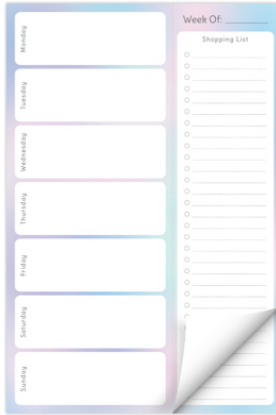 Week Of:
Shopping List
Monday
Tuesday
Wednesday
Thursday
Friday
Saturday
Sunday